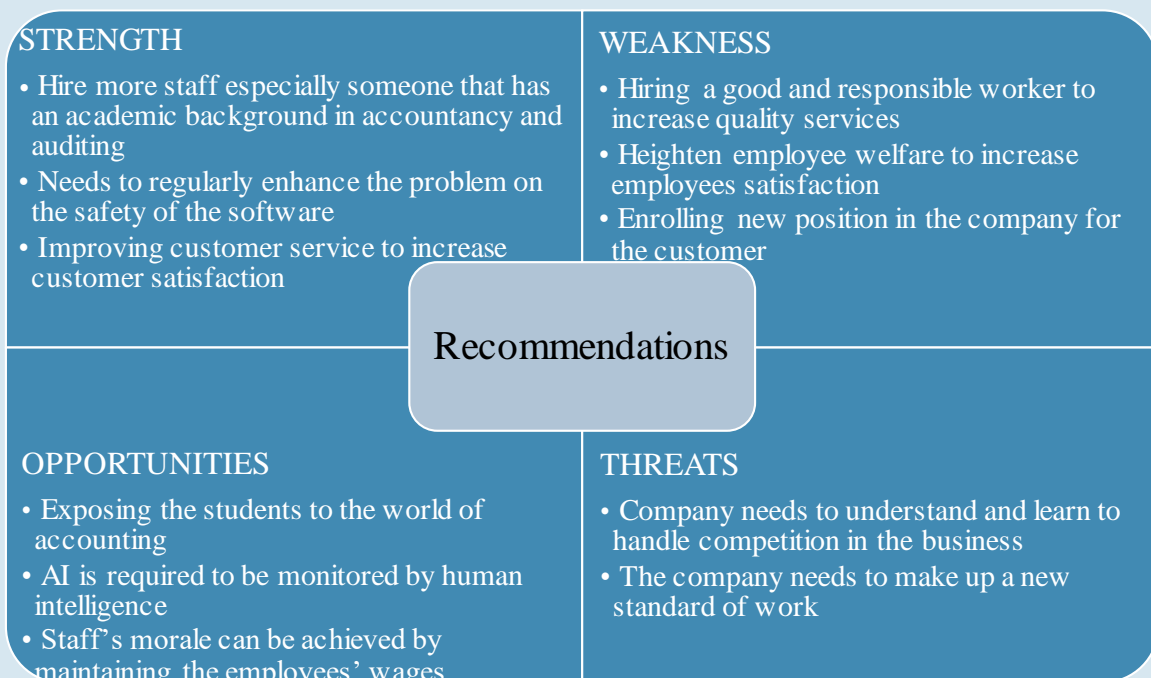 STRENGTH
• Hire more staff especially someone that has
an academic background in accountancy and
auditing
• Needs to regularly enhance the problem on
the safety of the software
• Improving customer service to increase
customer satisfaction
WEAKNESS
• Hiring a good and responsible worker to
increase quality services
• Heighten employee welfare to increase
employees satisfaction
• Enrolling new position in the company for
the customer
Recommendations
OPPORTUNITIES
• Exposing the students to the world of
accounting
• AI is required to be monitored by human
intelligence
• Staff’s morale can be achieved by
maintaining the employees’ wages
THREATS
• Company needs to understand and learn to
handle competition in the business
• The company needs to make up a new
standard of work